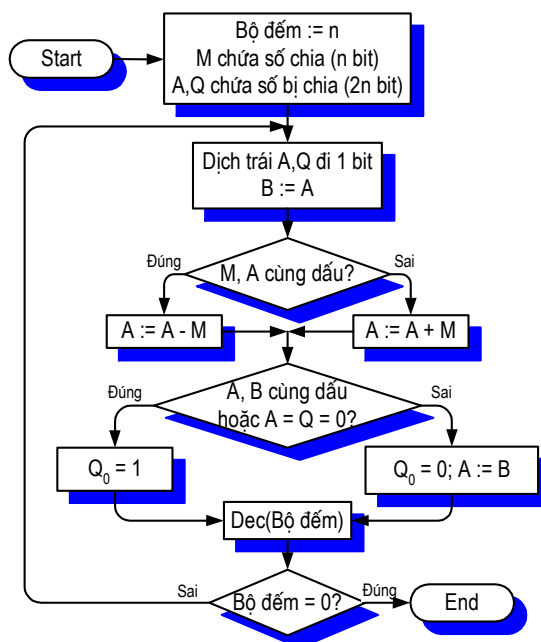 Start
Bộ đếm := n
M chứa số chia (n bit)
A,Q chứa số bị chia (2n bit)
Dịch trái A,Q đi 1 bit
B := A
Đúng
M, A cùng dấu?
Sai
A := A - M
A := A + M
Đúng
A, B cùng dấu
hoặc A = Q = 0?
Sai
Q₀ = 1
Q₀ = 0; A := B
Dec(Bộ đếm)
Sai
Bộ đếm = 0?
Đúng
End